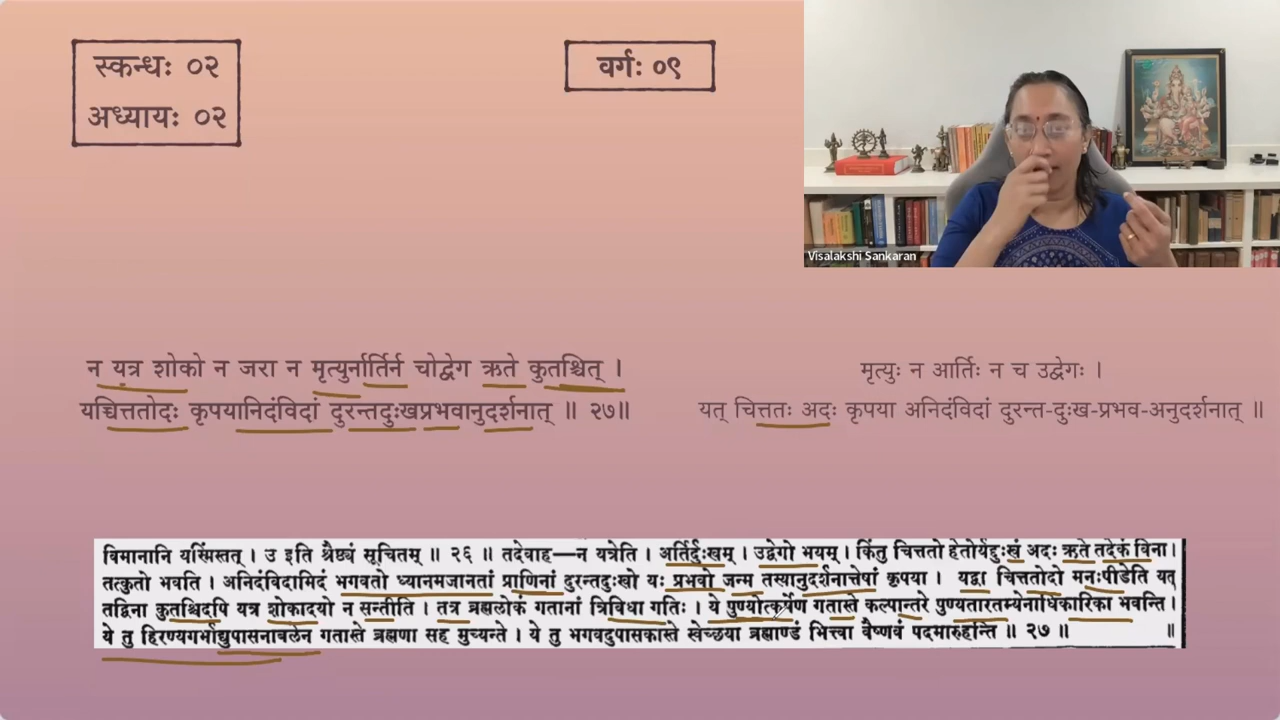 स्कन्धः ०२
अध्यायः ०२
वर्गः ०९
Visalakshi Sankaran
न यत्र शोको न जरा न मृत्युर्नार्तिर्न चोद्वेग ऋते कुतश्चित् ।
यच्चित्ततोदः कृपयानिदंविदां दुरन्तदुःखप्रभवानुदर्शनात् ॥ २७॥
मृत्युः न आर्तिः न च उद्वेगः ।
यत् चित्ततः अदः कृपया अनिदंविदां दुरन्त-दुःख-प्रभव-अनुदर्शनात् ॥
विमानानि यस्मिंस्तत् । उ इति श्रैष्ठ्यं सूचितम् ॥ २६ ॥ तदेवाह—न यत्रेति । अर्तिर्दुःखम् । उद्वेगो भयम् । किंतु चित्ततो हेतोर्यद्दुःखं अदः ऋते तदेकं विना।
तत्कुतो भवति । अनिदंविदामिदं भगवतो ध्यानमजानतां प्राणिनां दुरन्तदुःखो यः प्रभवो जन्म तस्यानुदर्शनात्तेषां कृपया । यद्वा चित्ततोदो मनःपीडेति यत्
तद्विना कुतश्चिदपि यत्र शोकादयो न सन्तीति । तत्र ब्रह्मलोकं गतानां त्रिविधा गतिः । ये पुण्योत्कर्षेण गतास्ते कल्पान्तरे पुण्यतारतम्येनाधिकारिका भवन्ति।
ये तु हिरण्यगर्भाद्युपासनाबलेन गतास्ते ब्रह्मणा सह मुच्यन्ते । ये तु भगवदुपासकास्ते स्वेच्छया ब्रह्माण्डं भित्त्वा वैष्णवं पदमारुहन्ति ॥ २७ ॥ ॥